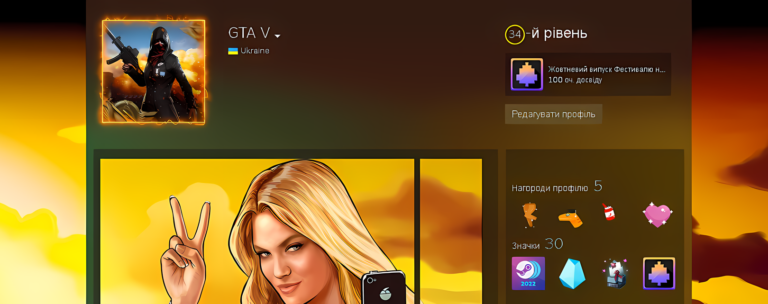 GTA V
Ukraine
34 -й рівень
Жовтневий випуск Фестивалю н...
100 оч. досвіду
Редагувати профіль
Нагороди профілю 5
Значки 30
2022